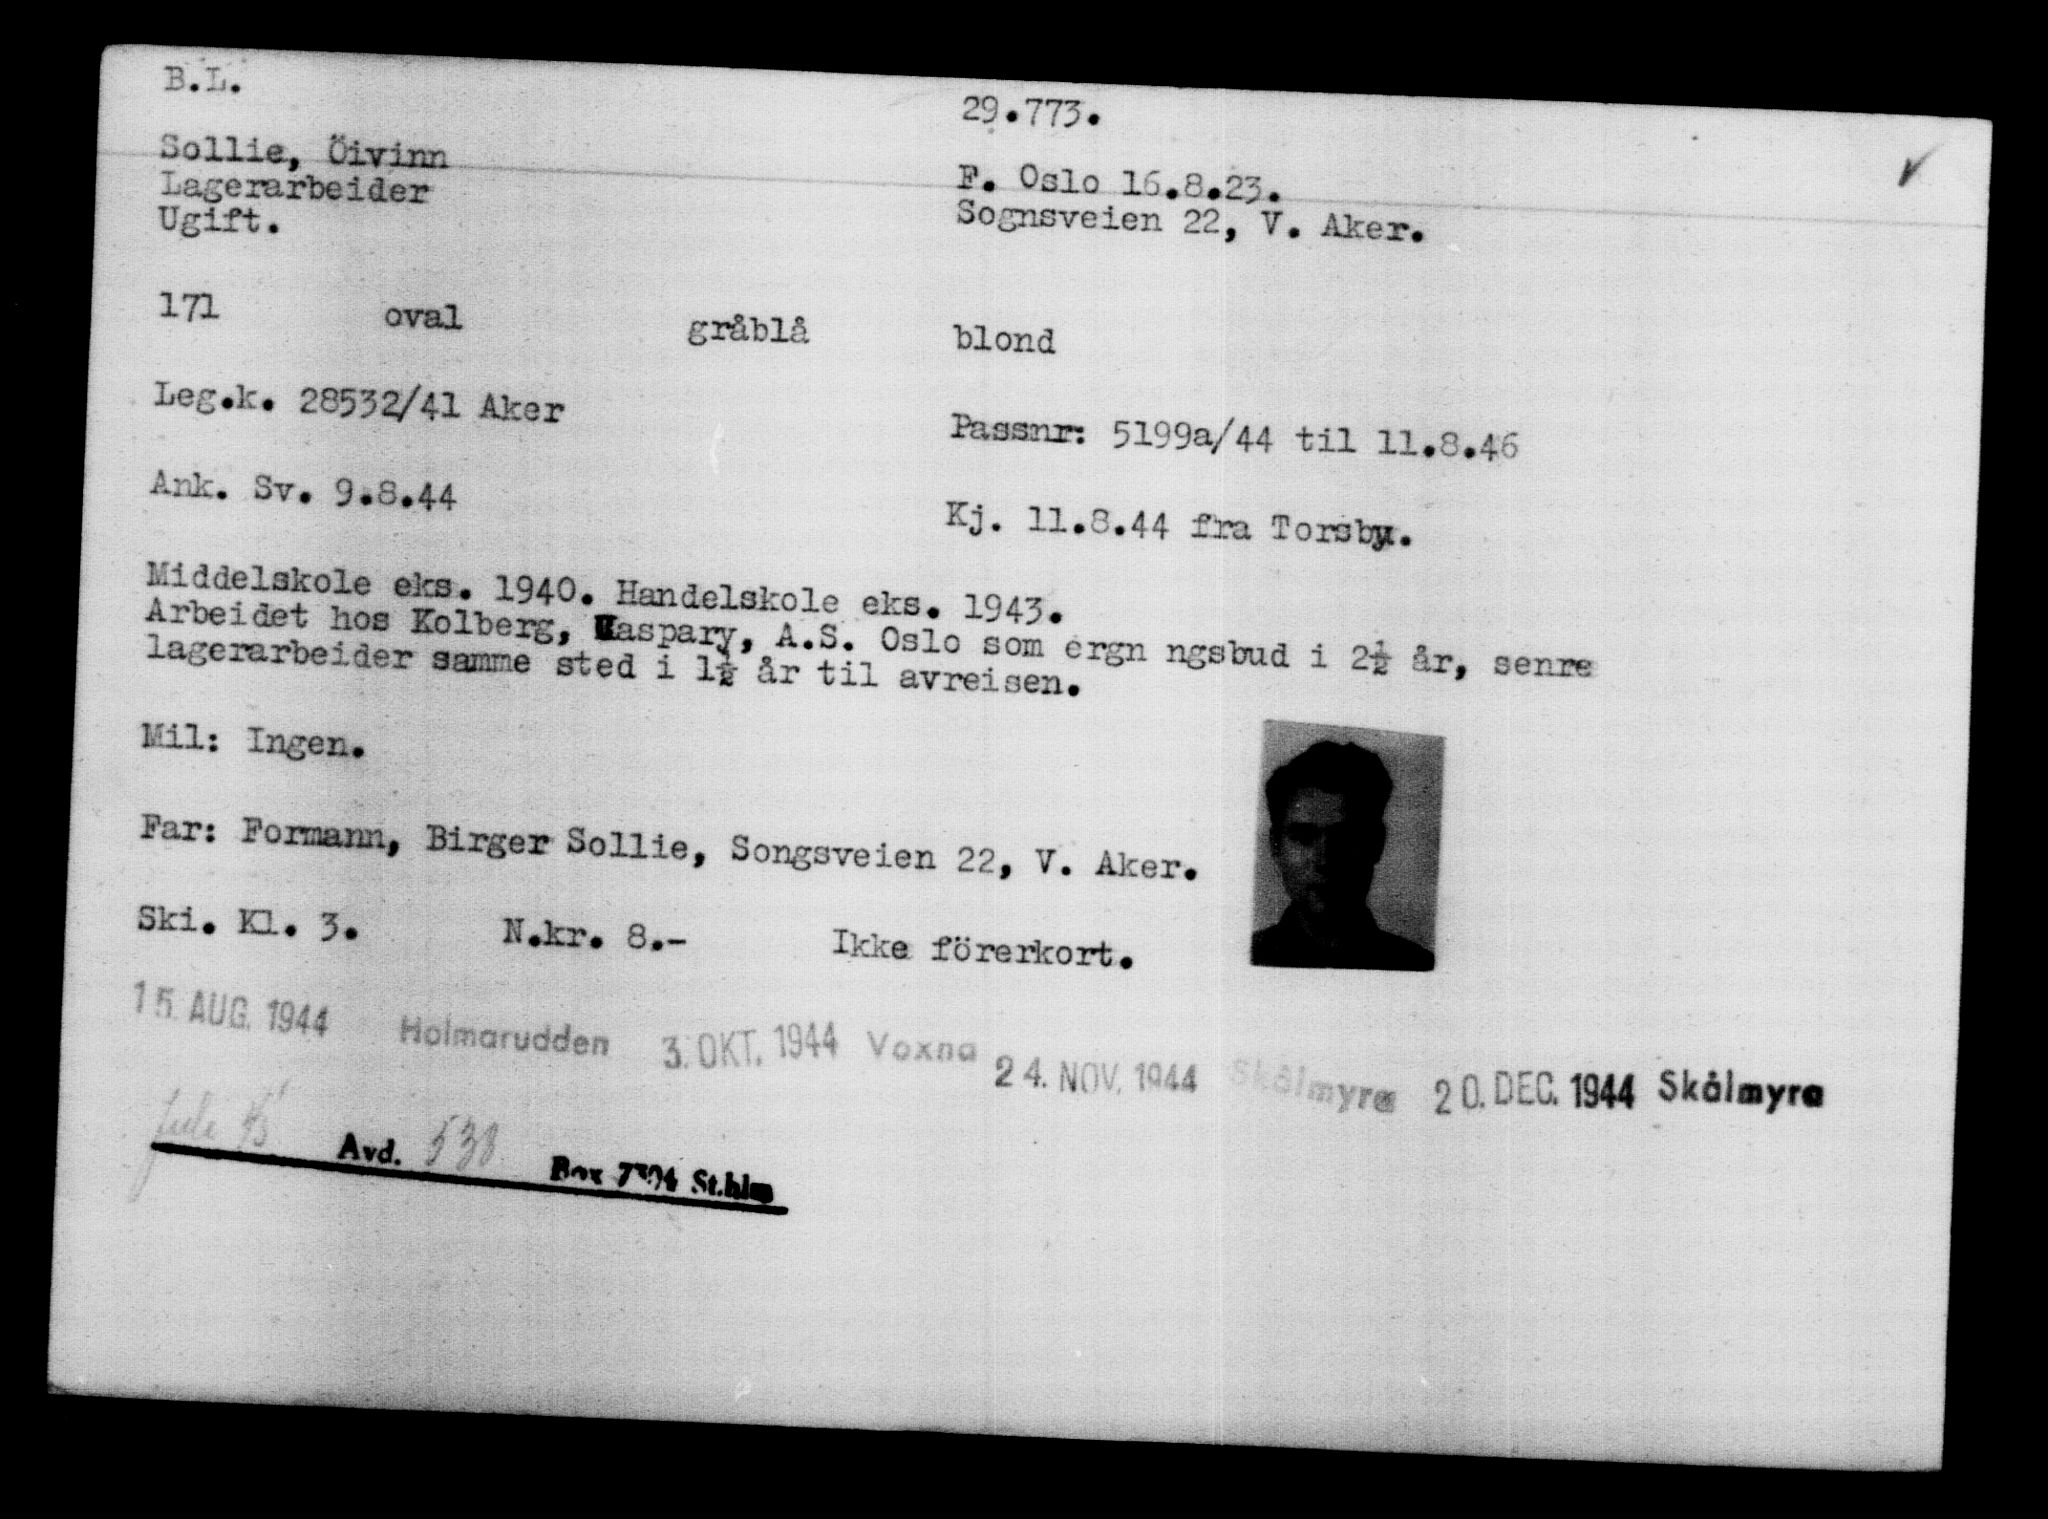 B.L.
29.773.
Sollie, Öivinn
F. Oslo 16.8.23.
Lagerarbeider
Sognsveien 22, V. Aker.
Ugift.
171 oval gråblå blond
Leg.k. 28532/41 Aker
Passnr: 5199a/44 til 11.8.46
Ank. Sv. 9.8.44
Kj. 11.8.44 fra Torsby.
Middelskole eks. 1940. Handelskole eks. 1943.
Arbeidet hos Kolberg, Caspary, A.S. Oslo som ergn ngsbud i 2½ år, senre
lagerarbeider samme sted i 1½ år til avreisen.
Mil: Ingen.
Far: Formann, Birger Sollie, Songsveien 22, V. Aker.
Ski. Kl. 3. N.kr. 8.- Ikke förerkort.
15. AUG. 1944 Holmarudden 3. OKT. 1944 Voxna 24. NOV. 1944 Skålmyra 20. DEC. 1944 Skålmyra
Avd. 538 Box 7394 St.hlm